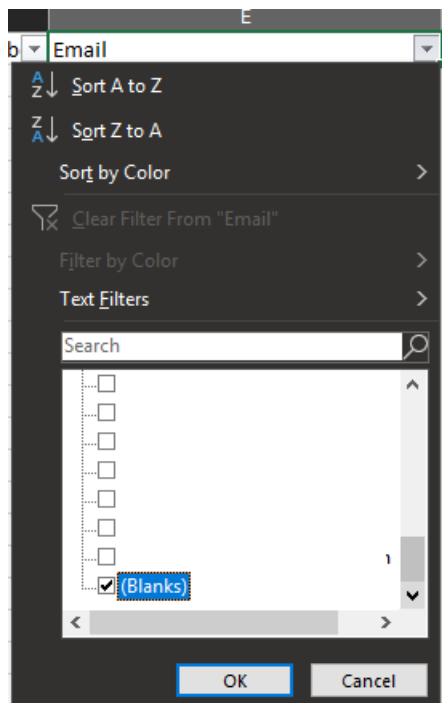 E
b Email
Sort A to Z
Sort Z to A
Sort by Color
Clear Filter From "Email"
Filter by Color
Text Filters
Search
(Blanks)
OK Cancel